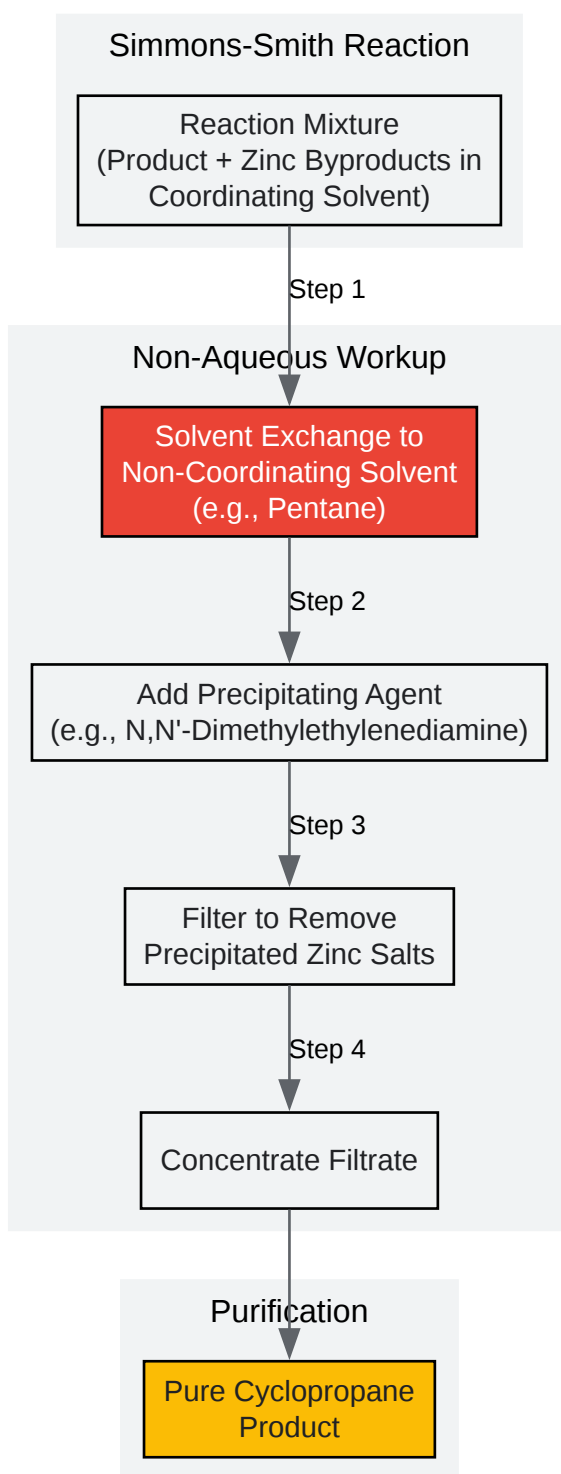 Simmons-Smith Reaction
Reaction Mixture
(Product + Zinc Byproducts in
Coordinating Solvent)
Step 1
Non-Aqueous Workup
Solvent Exchange to
Non-Coordinating Solvent
(e.g., Pentane)
Step 2
Add Precipitating Agent
(e.g., N,N'-Dimethylethylenediamine)
Step 3
Filter to Remove
Precipitated Zinc Salts
Step 4
Concentrate Filtrate
Purification
Pure Cyclopropane
Product